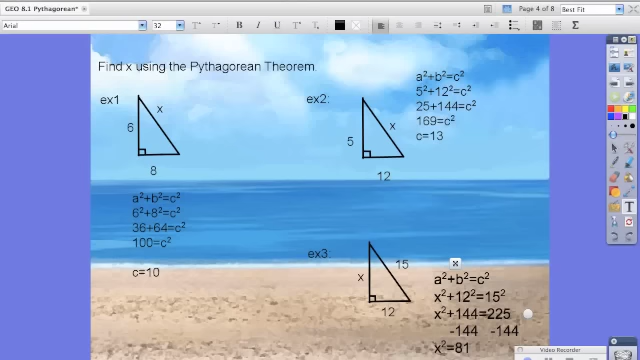 GEO 8.1 Pythagorean*
Page 4 of 8
Best Fit
Arial
32
B I U
Find x using the Pythagorean Theorem.
ex1
x
6
8
a²+b²=c²
6²+8²=c²
36+64=c²
100=c²
c=10
ex2:
x
5
12
a²+b²=c²
5²+12²=c²
25+144=c²
169=c²
c=13
ex3:
15
x
12
a²+b²=c²
x²+12²=15²
x²+144=225
-144 -144
x²=81
Video Recorder